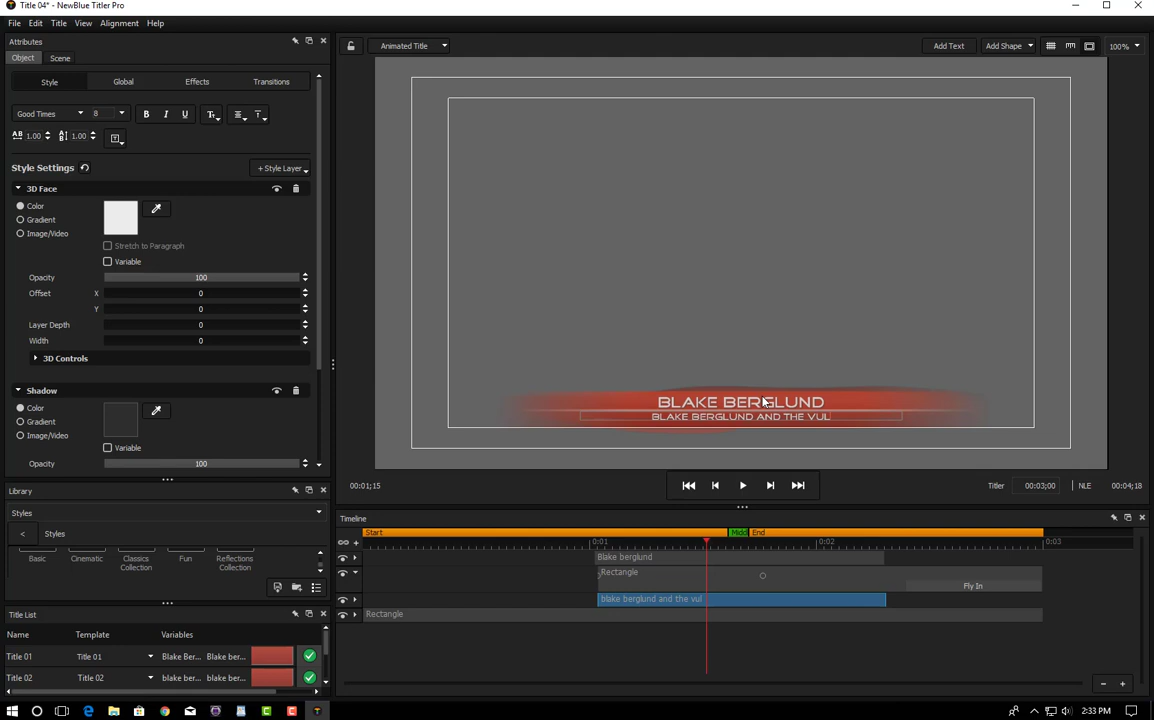 Title 04* - NewBlue Titler Pro
File Edit Title View Alignment Help
Attributes
Object Scene
Style Global Effects Transitions
Good Times 8 B I U
AB 1.00 1.00
Style Settings + Style Layer
3D Face
Color
Gradient
Image/Video
Stretch to Paragraph
Variable
Opacity 100
Offset X 0
Y 0
Layer Depth 0
Width 0
3D Controls
Shadow
Color
Gradient
Image/Video
Variable
Opacity 100
Library
Styles
< Styles
Basic Cinematic Classics Collection Fun Reflections Collection
Title List
Name Template Variables
Title 01 Title 01 Blake Ber... Blake ber...
Title 02 Title 02 blake ber... blake ber...
Animated Title Add Text Add Shape 100%
BLAKE BERGLUND
BLAKE BERGLUND AND THE VUL
00:01;15 Titler 00:03;00 NLE 00:04;18
Timeline
Start Middl End
0:01 0:02 0:03
Blake berglund
Rectangle
Fly In
blake berglund and the vul
Rectangle
2:33 PM